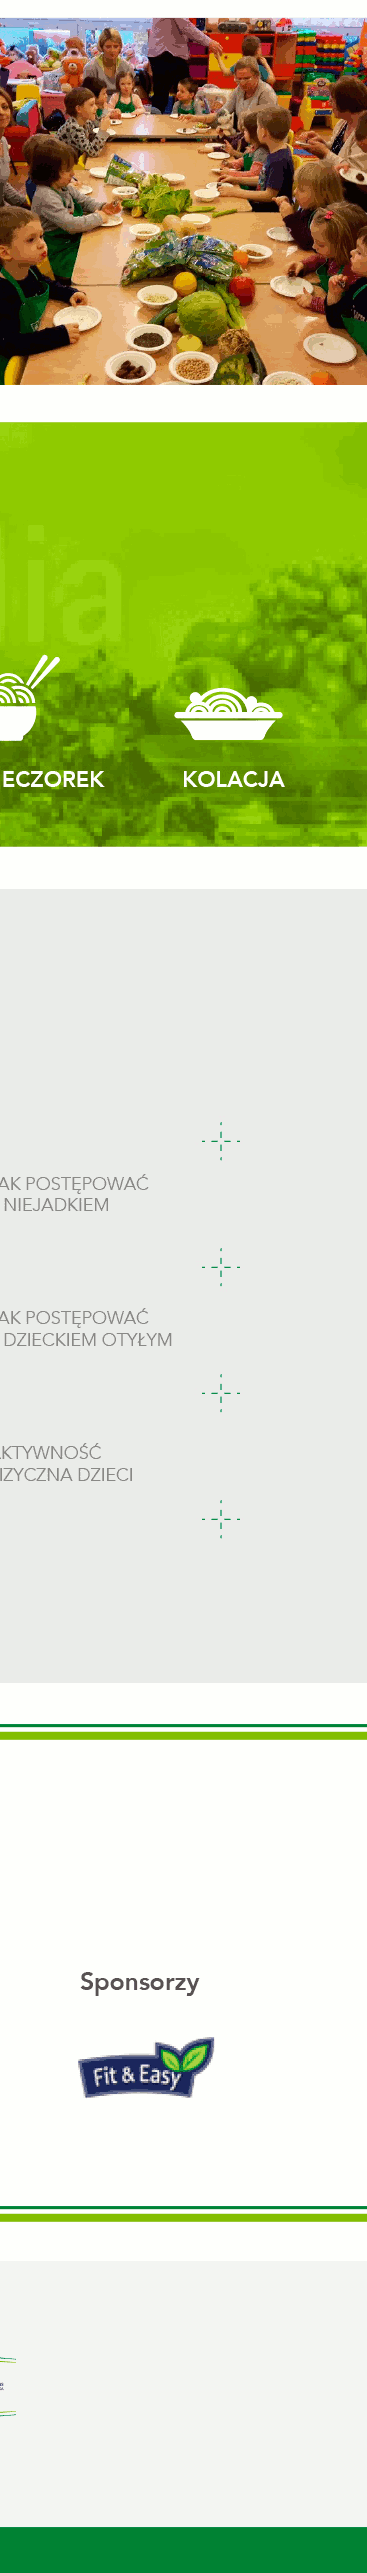 lia
ECZOREK
KOLACJA
AK POSTĘPOWAĆ
NIEJADKIEM
AK POSTĘPOWAĆ
DZIECKIEM OTYŁYM
KTYWNOŚĆ
IZYCZNA DZIECI
Sponsorzy
Fit & Easy